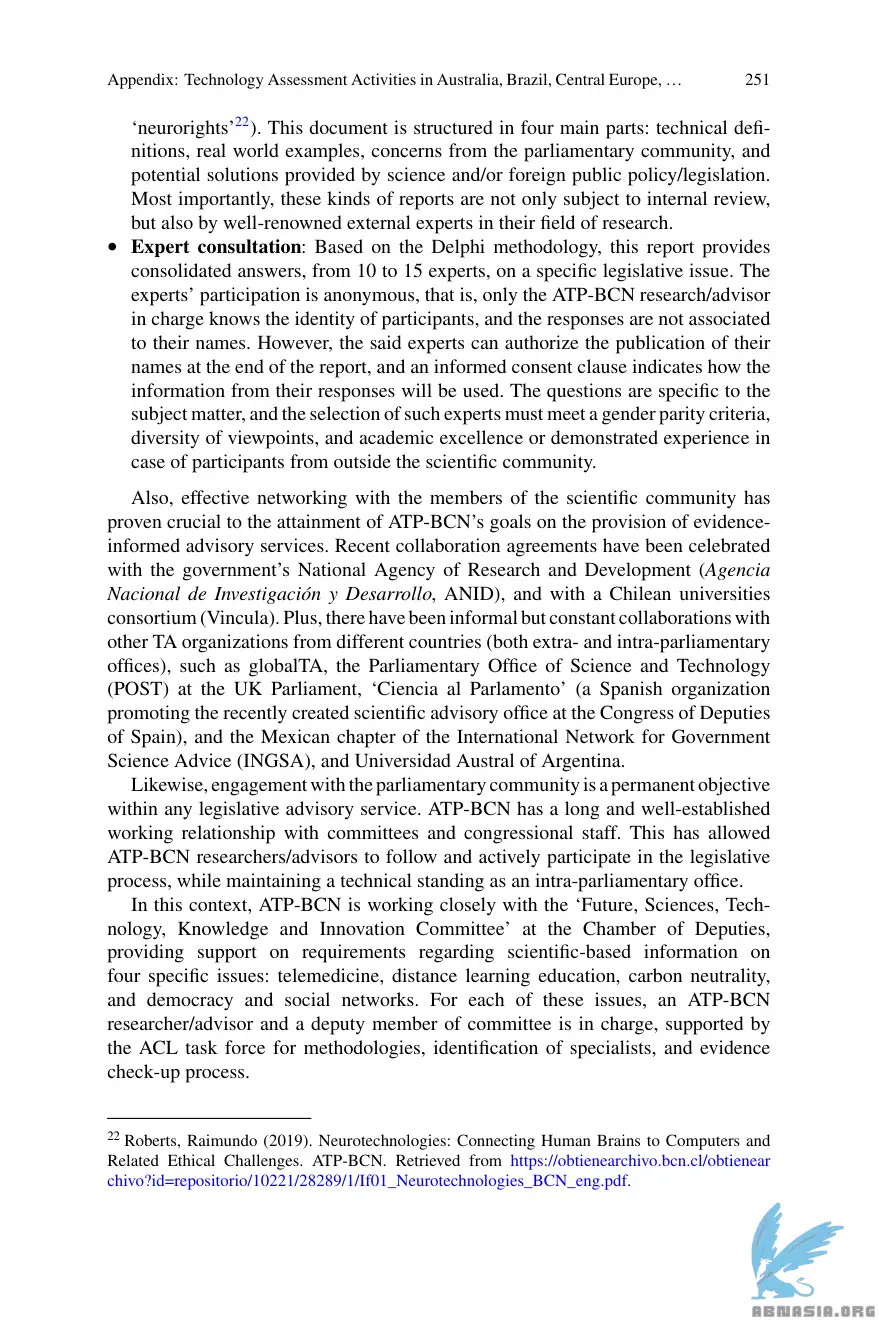 Appendix: Technology Assessment Activities in Australia, Brazil, Central Europe, … 251
‘neurorights’22). This document is structured in four main parts: technical defi-
nitions, real world examples, concerns from the parliamentary community, and
potential solutions provided by science and/or foreign public policy/legislation.
Most importantly, these kinds of reports are not only subject to internal review,
but also by well-renowned external experts in their field of research.
• Expert consultation: Based on the Delphi methodology, this report provides
consolidated answers, from 10 to 15 experts, on a specific legislative issue. The
experts’ participation is anonymous, that is, only the ATP-BCN research/advisor
in charge knows the identity of participants, and the responses are not associated
to their names. However, the said experts can authorize the publication of their
names at the end of the report, and an informed consent clause indicates how the
information from their responses will be used. The questions are specific to the
subject matter, and the selection of such experts must meet a gender parity criteria,
diversity of viewpoints, and academic excellence or demonstrated experience in
case of participants from outside the scientific community.
Also, effective networking with the members of the scientific community has
proven crucial to the attainment of ATP-BCN’s goals on the provision of evidence-
informed advisory services. Recent collaboration agreements have been celebrated
with the government’s National Agency of Research and Development (Agencia
Nacional de Investigación y Desarrollo, ANID), and with a Chilean universities
consortium (Vincula). Plus, there have been informal but constant collaborations with
other TA organizations from different countries (both extra- and intra-parliamentary
offices), such as globalTA, the Parliamentary Office of Science and Technology
(POST) at the UK Parliament, ‘Ciencia al Parlamento’ (a Spanish organization
promoting the recently created scientific advisory office at the Congress of Deputies
of Spain), and the Mexican chapter of the International Network for Government
Science Advice (INGSA), and Universidad Austral of Argentina.
Likewise, engagement with the parliamentary community is a permanent objective
within any legislative advisory service. ATP-BCN has a long and well-established
working relationship with committees and congressional staff. This has allowed
ATP-BCN researchers/advisors to follow and actively participate in the legislative
process, while maintaining a technical standing as an intra-parliamentary office.
In this context, ATP-BCN is working closely with the ‘Future, Sciences, Tech-
nology, Knowledge and Innovation Committee’ at the Chamber of Deputies,
providing support on requirements regarding scientific-based information on
four specific issues: telemedicine, distance learning education, carbon neutrality,
and democracy and social networks. For each of these issues, an ATP-BCN
researcher/advisor and a deputy member of committee is in charge, supported by
the ACL task force for methodologies, identification of specialists, and evidence
check-up process.
22 Roberts, Raimundo (2019). Neurotechnologies: Connecting Human Brains to Computers and
Related Ethical Challenges. ATP-BCN. Retrieved from https://obtienearchivo.bcn.cl/obtienear
chivo?id=repositorio/10221/28289/1/If01_Neurotechnologies_BCN_eng.pdf.
ABNASIA.ORG